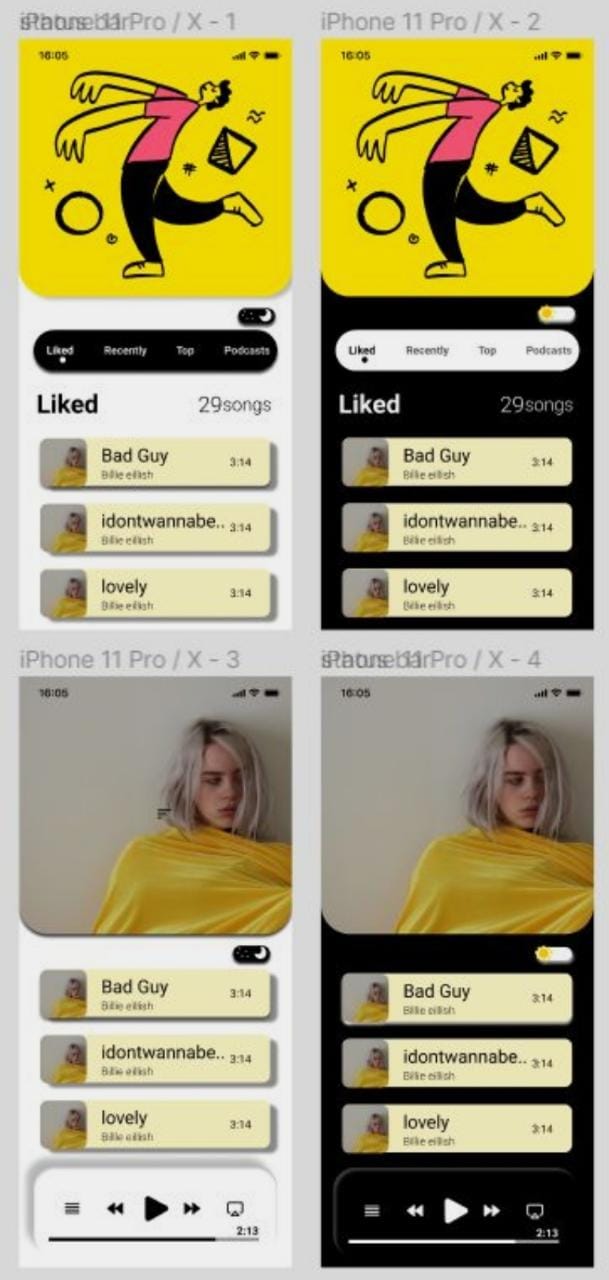 iPhone 11 Pro / X - 1
16:05
Liked Recently Top Podcasts
Liked 29songs
Bad Guy
Billie eillish
3:14
idontwannabe..
Billie eillish
3:14
lovely
Billie eillish
3:14
iPhone 11 Pro / X - 2
16:05
Liked Recently Top Podcasts
Liked 29songs
Bad Guy
Billie eillish
3:14
idontwannabe..
Billie eillish
3:14
lovely
Billie eillish
3:14
iPhone 11 Pro / X - 3
16:05
Bad Guy
Billie eillish
3:14
idontwannabe..
Billie eillish
3:14
lovely
Billie eillish
3:14
2:13
Pro / X - 4
16:05
Bad Guy
Billie eillish
3:14
idontwannabe..
Billie eillish
3:14
lovely
Billie eillish
3:14
2:13